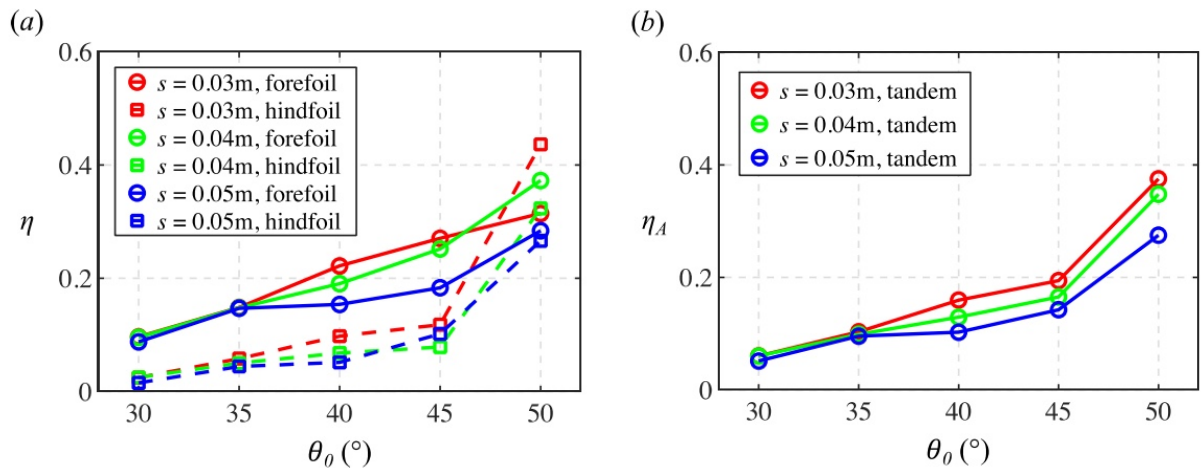 (a)
0.6
0.4
η
0.2
0
s = 0.03m, forefoil
s = 0.03m, hindfoil
s = 0.04m, forefoil
s = 0.04m, hindfoil
s = 0.05m, forefoil
s = 0.05m, hindfoil
30 35 40 45 50
θ0 (°)
(b)
0.6
0.4
ηA
0.2
0
s = 0.03m, tandem
s = 0.04m, tandem
s = 0.05m, tandem
30 35 40 45 50
θ0 (°)